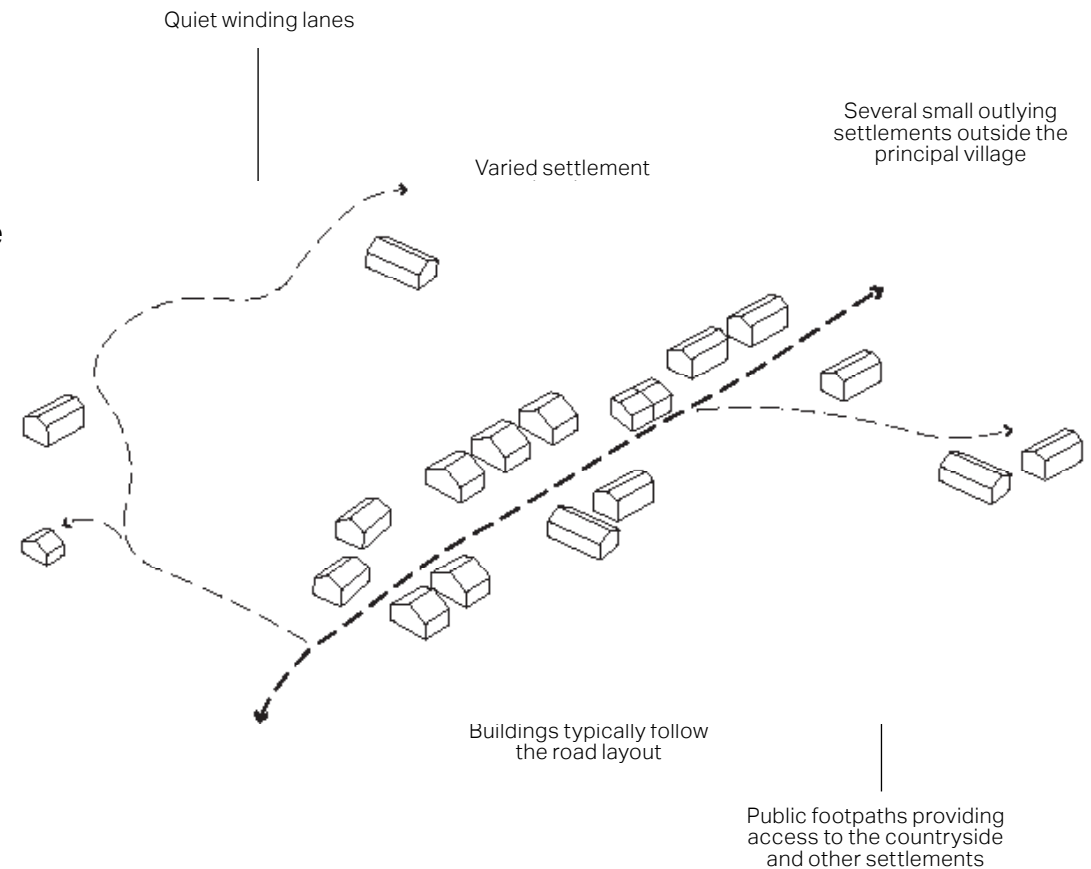 Quiet winding lanes
Several small outlying
settlements outside the
principal village
Varied settlement
e
Buildings typically follow
the road layout
Public footpaths providing
access to the countryside
and other settlements